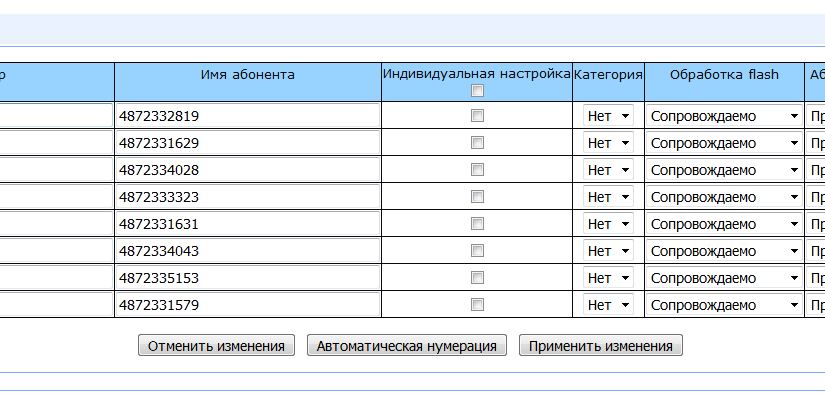 р Имя абонента Индивидуальная настройка Категория Обработка flash Аб
4872332819 Нет Сопровождаемо Пр
4872331629 Нет Сопровождаемо Пр
4872334028 Нет Сопровождаемо Пр
4872333323 Нет Сопровождаемо Пр
4872331631 Нет Сопровождаемо Пр
4872334043 Нет Сопровождаемо Пр
4872335153 Нет Сопровождаемо Пр
4872331579 Нет Сопровождаемо Пр
Отменить изменения Автоматическая нумерация Применить изменения